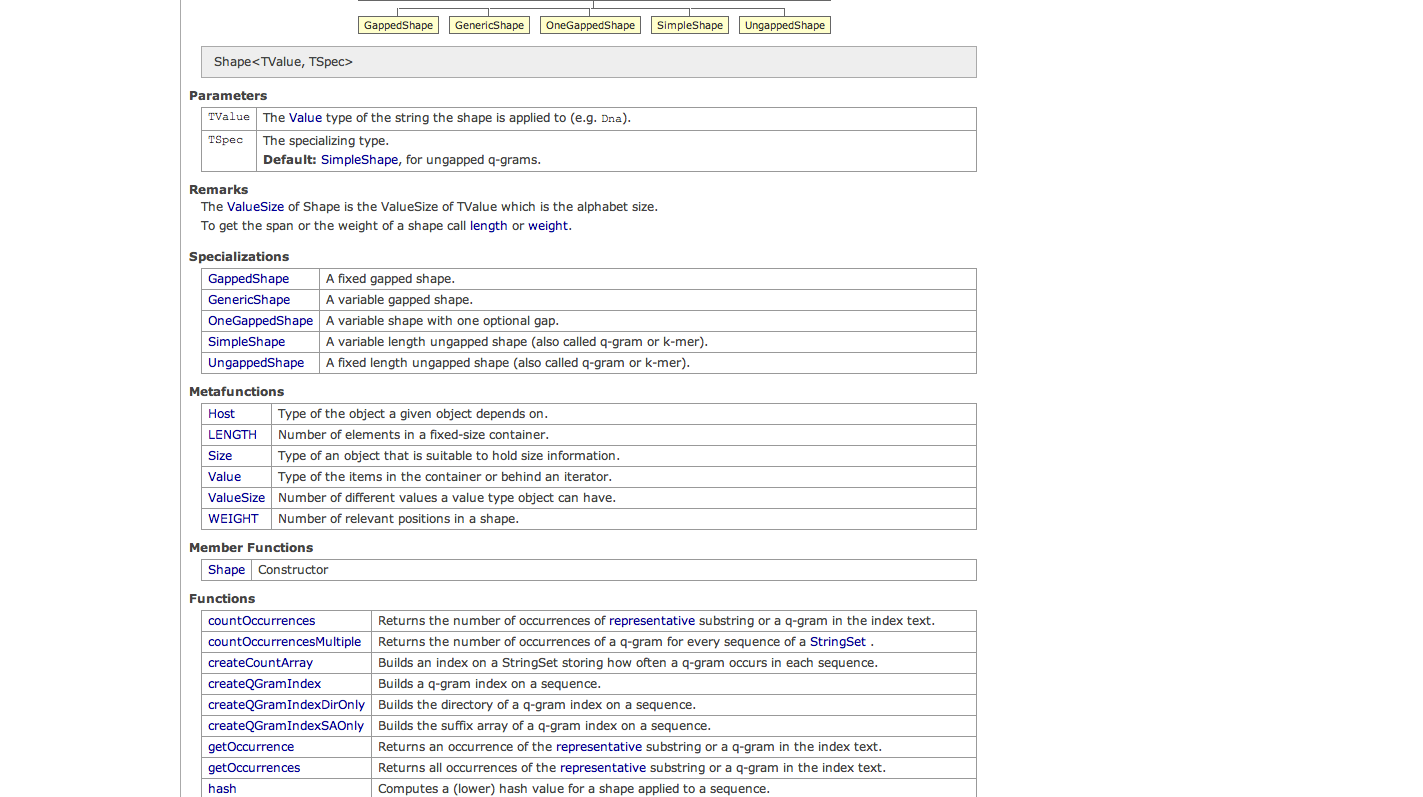 GappedShape GenericShape OneGappedShape SimpleShape UngappedShape
Shape<TValue, TSpec>
Parameters
TValue The Value type of the string the shape is applied to (e.g. Dna).
TSpec The specializing type.
Default: SimpleShape, for ungapped q-grams.
Remarks
The ValueSize of Shape is the ValueSize of TValue which is the alphabet size.
To get the span or the weight of a shape call length or weight.
Specializations
GappedShape A fixed gapped shape.
GenericShape A variable gapped shape.
OneGappedShape A variable shape with one optional gap.
SimpleShape A variable length ungapped shape (also called q-gram or k-mer).
UngappedShape A fixed length ungapped shape (also called q-gram or k-mer).
Metafunctions
Host Type of the object a given object depends on.
LENGTH Number of elements in a fixed-size container.
Size Type of an object that is suitable to hold size information.
Value Type of the items in the container or behind an iterator.
ValueSize Number of different values a value type object can have.
WEIGHT Number of relevant positions in a shape.
Member Functions
Shape Constructor
Functions
countOccurrences Returns the number of occurrences of representative substring or a q-gram in the index text.
countOccurrencesMultiple Returns the number of occurrences of a q-gram for every sequence of a StringSet .
createCountArray Builds an index on a StringSet storing how often a q-gram occurs in each sequence.
createQGramIndex Builds a q-gram index on a sequence.
createQGramIndexDirOnly Builds the directory of a q-gram index on a sequence.
createQGramIndexSAOnly Builds the suffix array of a q-gram index on a sequence.
getOccurrence Returns an occurrence of the representative substring or a q-gram in the index text.
getOccurrences Returns all occurrences of the representative substring or a q-gram in the index text.
hash Computes a (lower) hash value for a shape applied to a sequence.